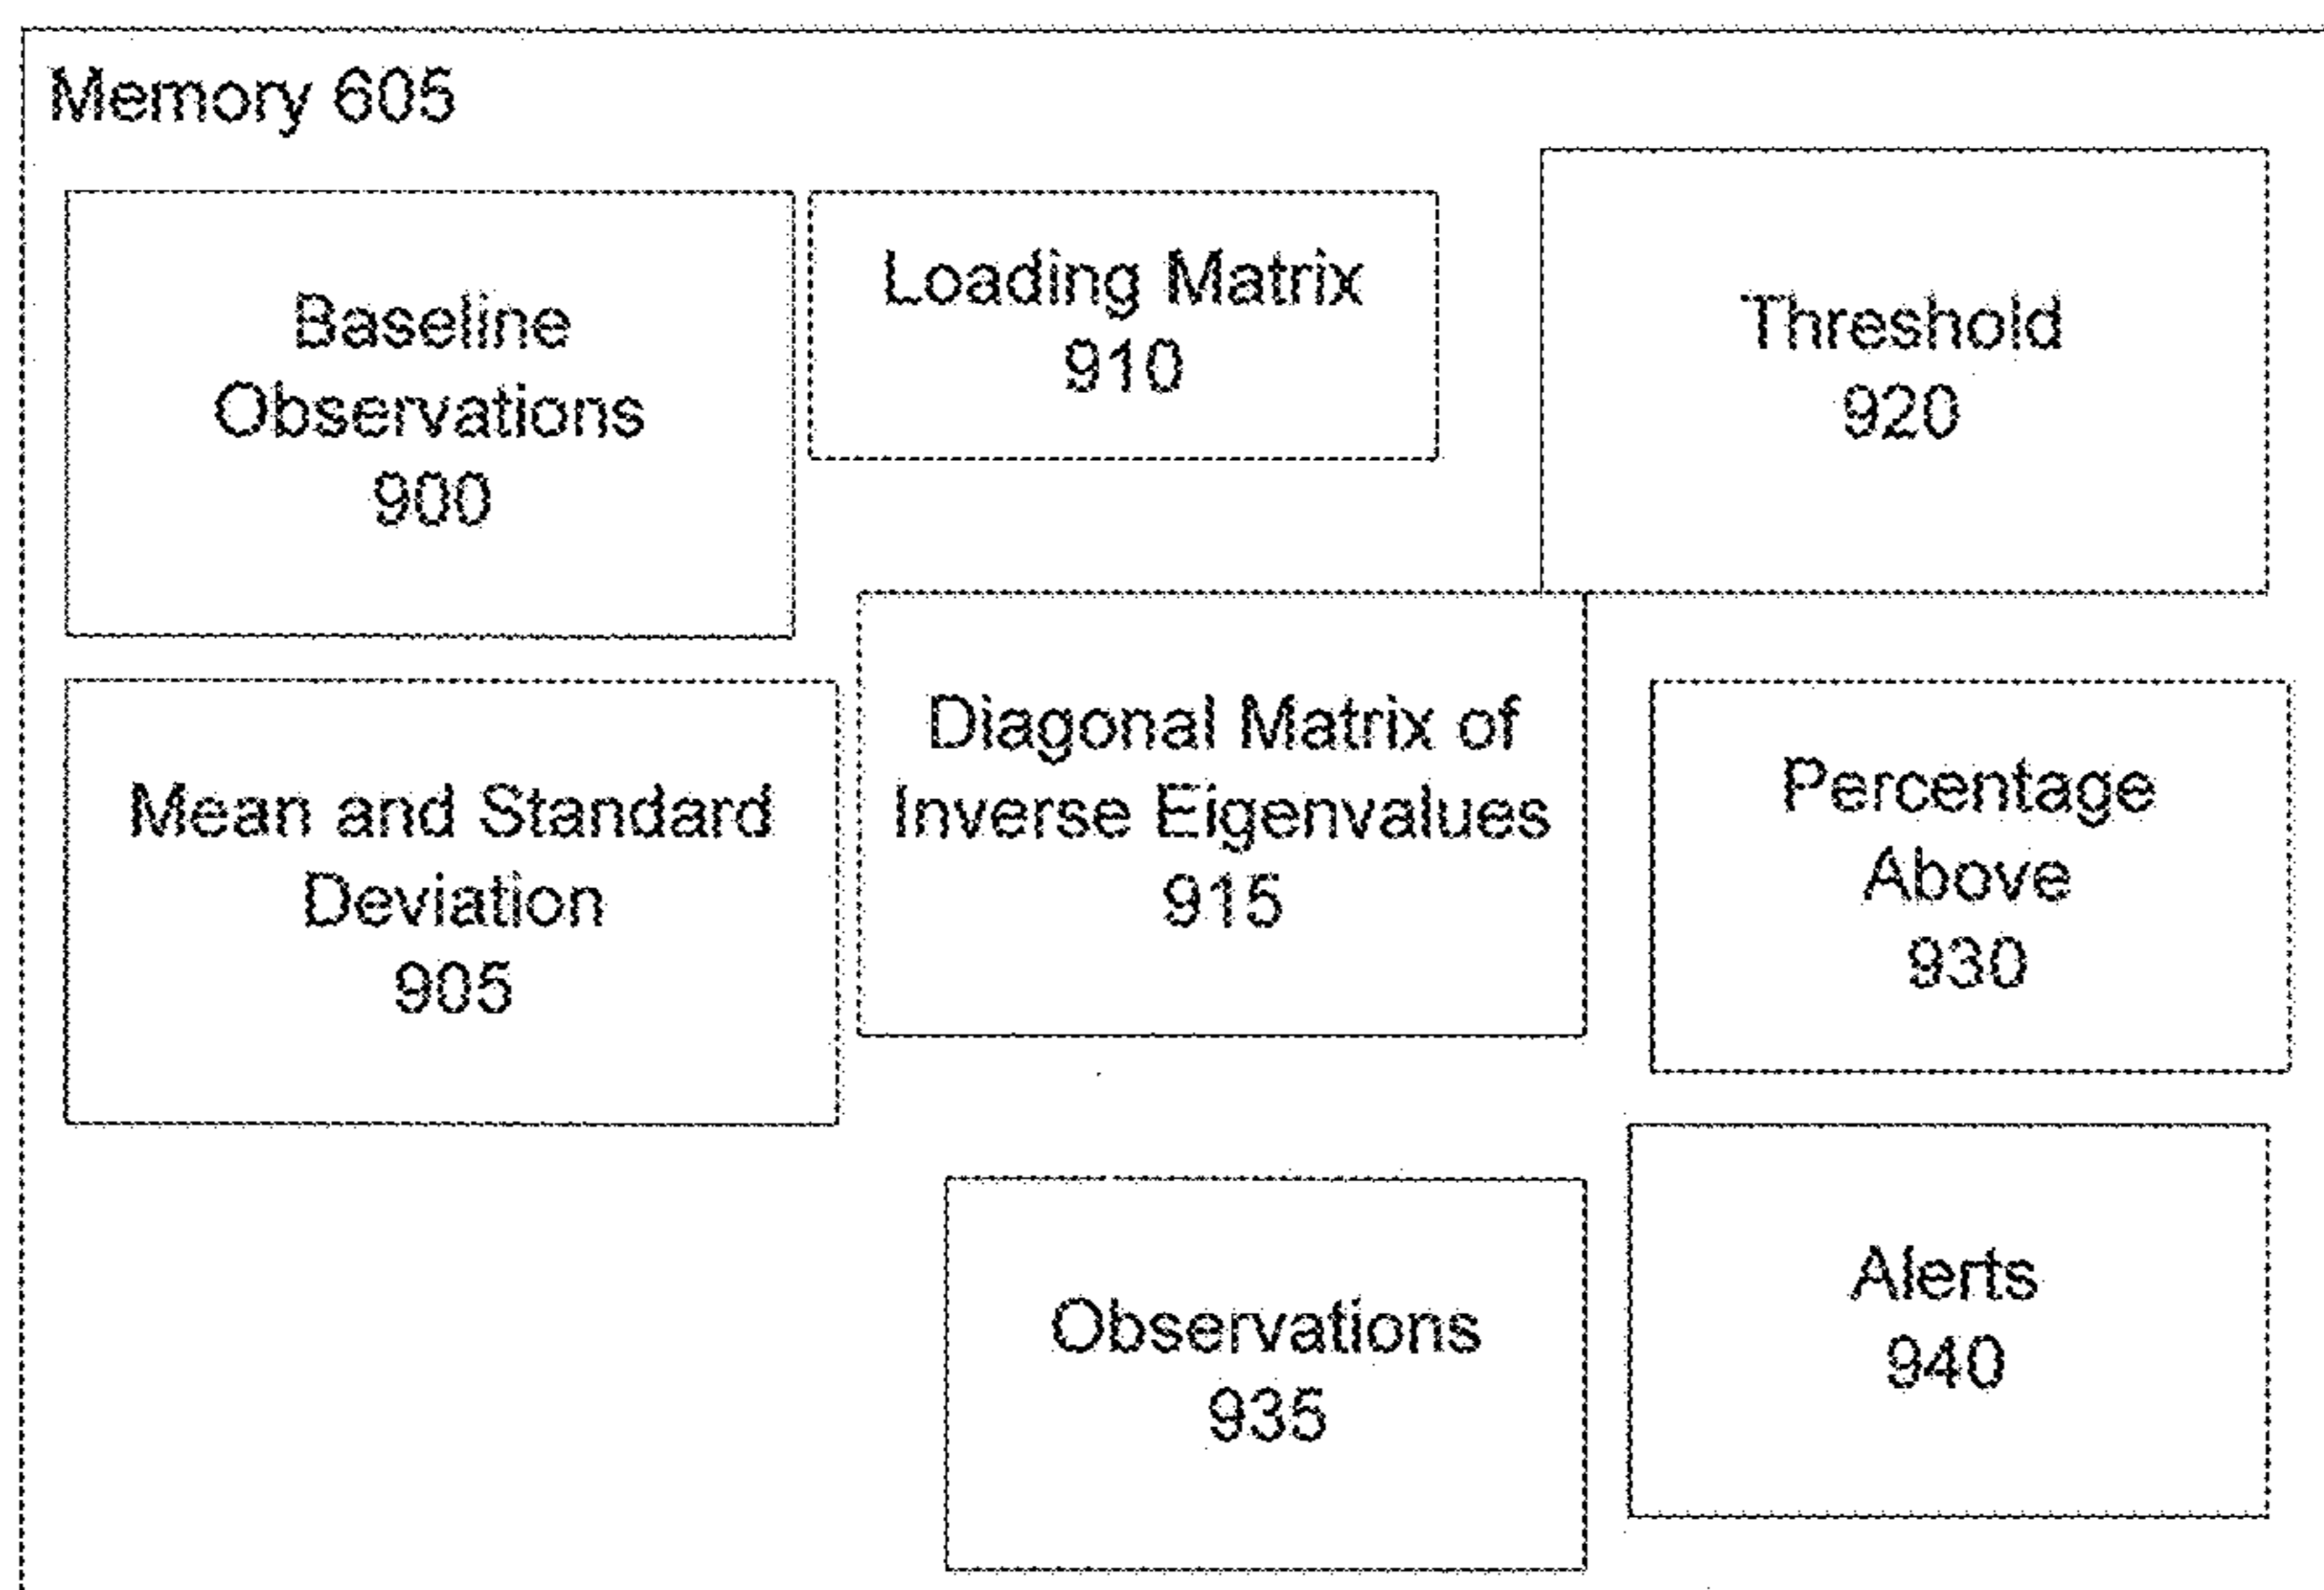 Memory 605
Baseline
Observations
900
Loading Matrix
910
Threshold
920
Mean and Standard
Deviation
905
Diagonal Matrix of
Inverse Eigenvalues
915
Percentage
Above
930
Observations
935
Alerts
940